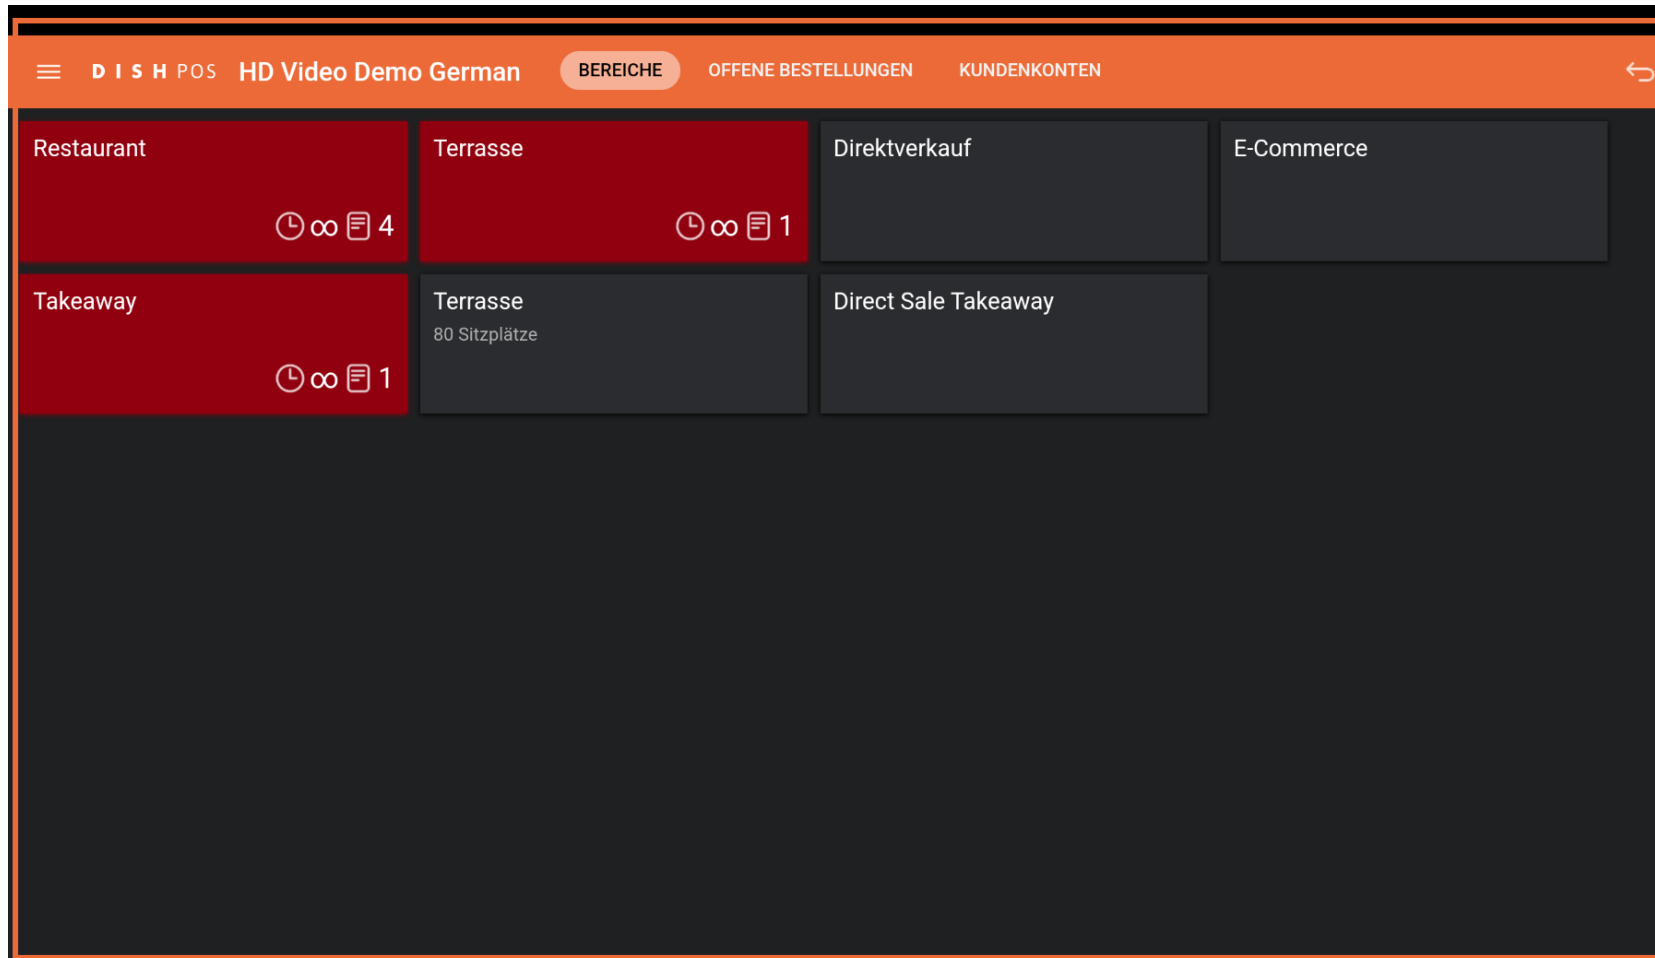 DISH POS HD Video Demo German BEREICHE OFFENE BESTELLUNGEN KUNDENKONTEN
Restaurant
∞ 4
Terrasse
∞ 1
Direktverkauf
E-Commerce
Takeaway
∞ 1
Terrasse
80 Sitzplätze
Direct Sale Takeaway